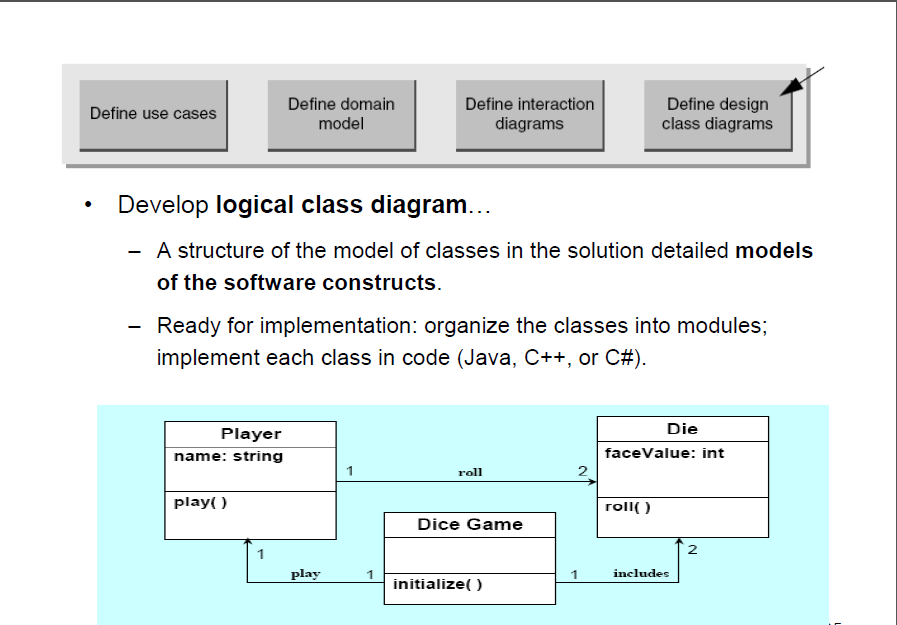 Define use cases
Define domain
model
Define interaction
diagrams
Define design
class diagrams
• Develop logical class diagram…
– A structure of the model of classes in the solution detailed models
of the software constructs.
– Ready for implementation: organize the classes into modules;
implement each class in code (Java, C++, or C#).
Player
name: string
play( )
1 roll 2
Die
faceValue: int
roll( )
Dice Game
initialize( )
1
play 1
1 includes
2